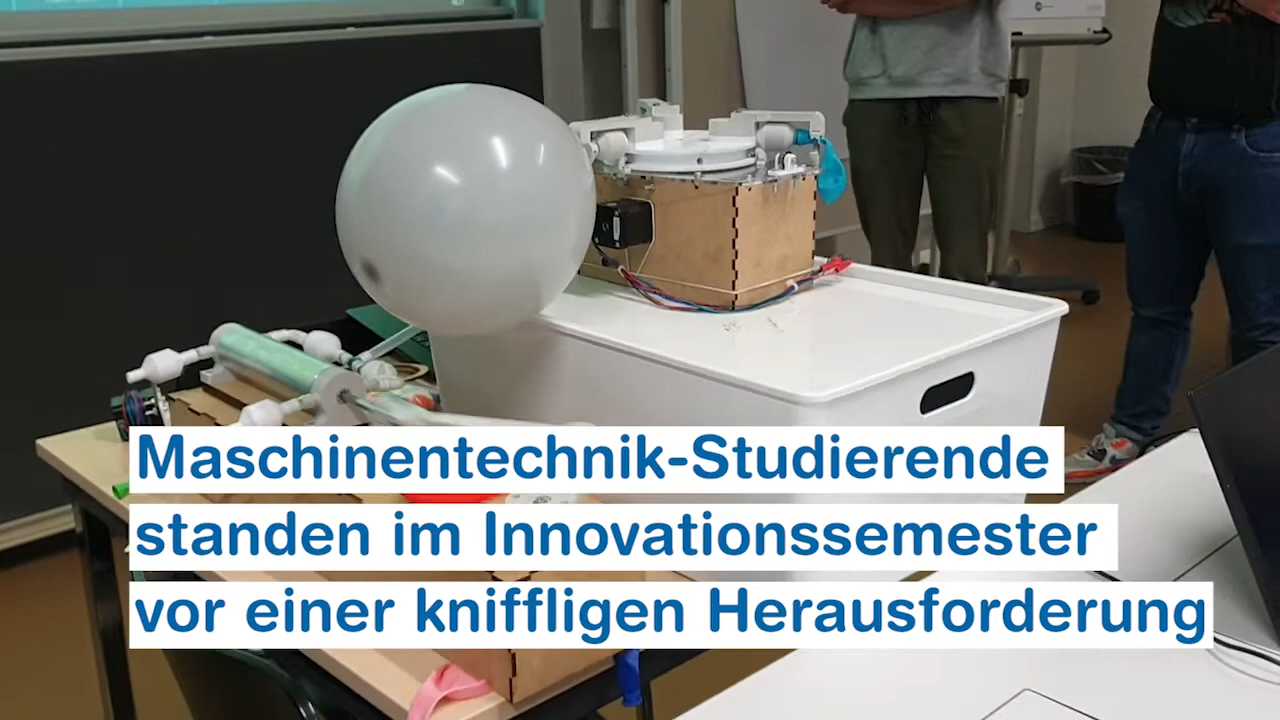 Maschinentechnik-Studierende
standen im Innovationssemester
vor einer kniffligen Herausforderung